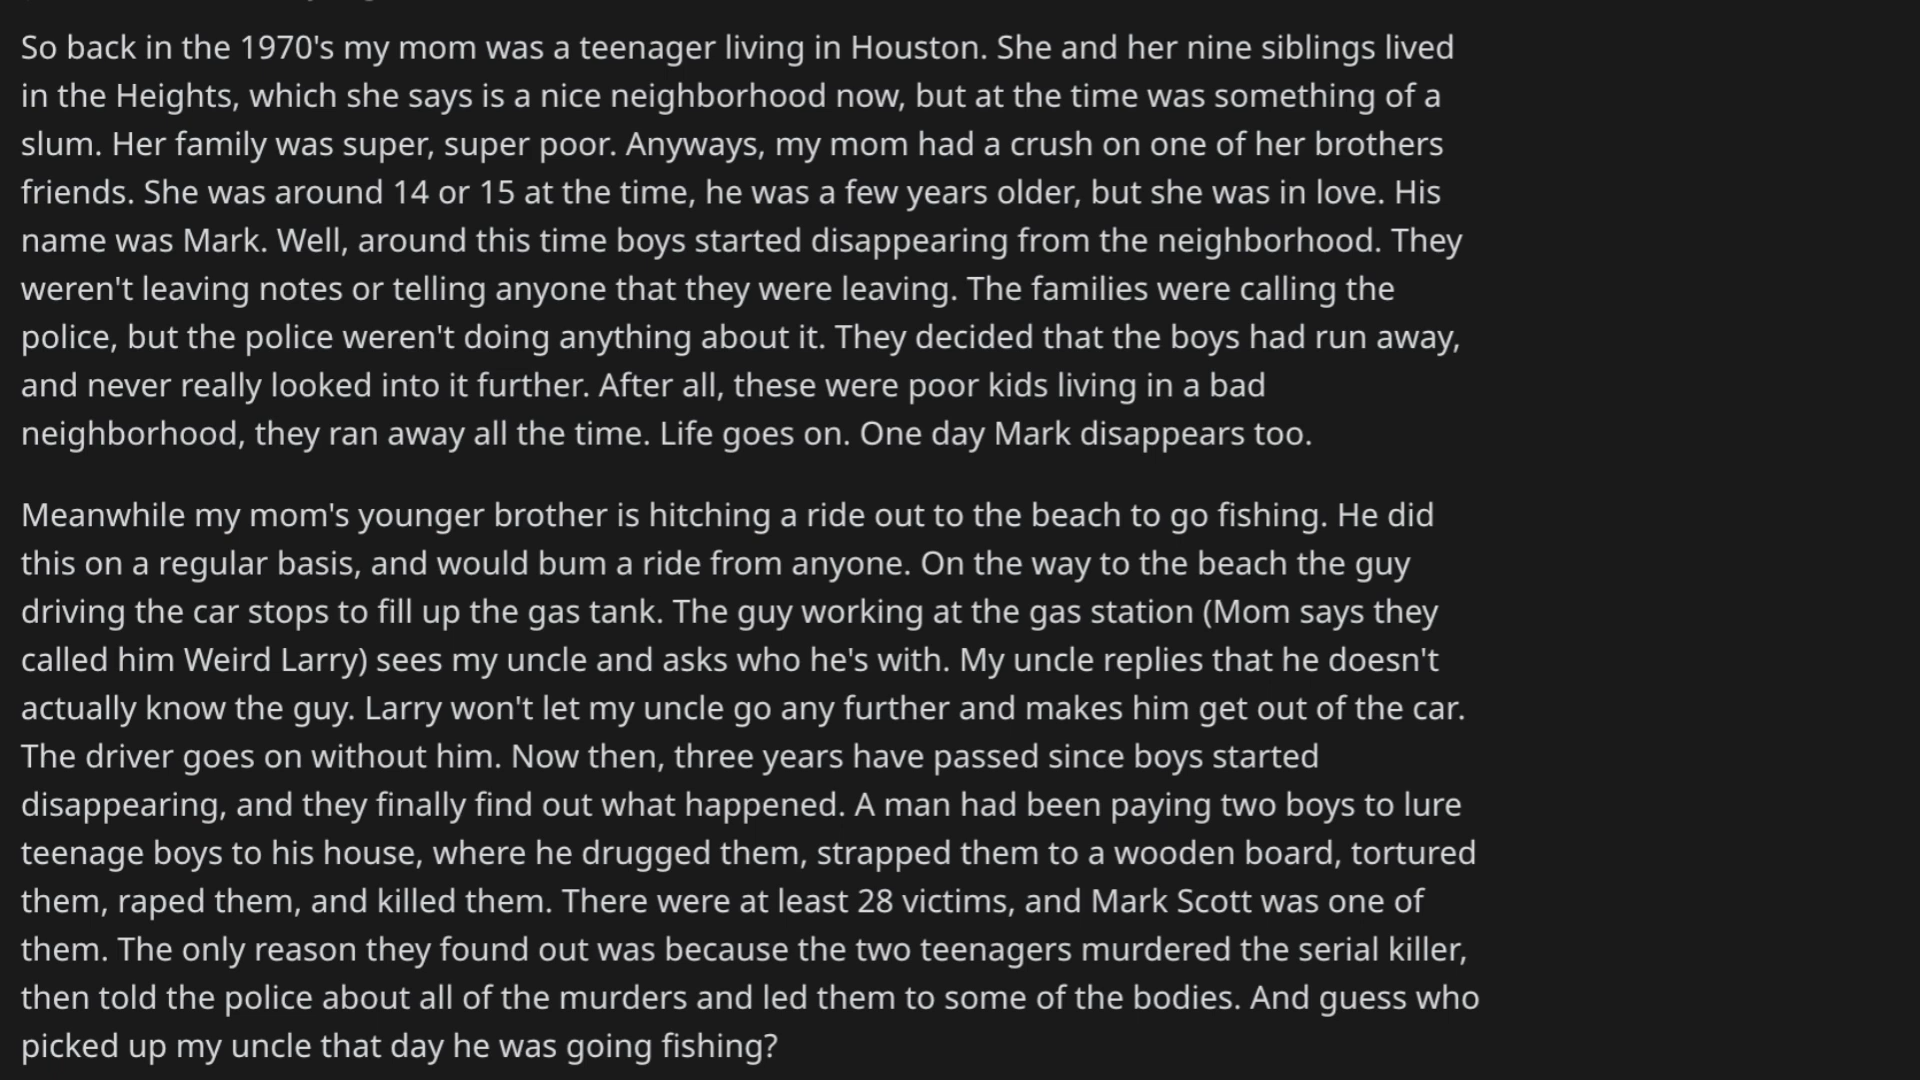 So back in the 1970's my mom was a teenager living in Houston. She and her nine siblings lived
in the Heights, which she says is a nice neighborhood now, but at the time was something of a
slum. Her family was super, super poor. Anyways, my mom had a crush on one of her brothers
friends. She was around 14 or 15 at the time, he was a few years older, but she was in love. His
name was Mark. Well, around this time boys started disappearing from the neighborhood. They
weren't leaving notes or telling anyone that they were leaving. The families were calling the
police, but the police weren't doing anything about it. They decided that the boys had run away,
and never really looked into it further. After all, these were poor kids living in a bad
neighborhood, they ran away all the time. Life goes on. One day Mark disappears too.
Meanwhile my mom's younger brother is hitching a ride out to the beach to go fishing. He did
this on a regular basis, and would bum a ride from anyone. On the way to the beach the guy
driving the car stops to fill up the gas tank. The guy working at the gas station (Mom says they
called him Weird Larry) sees my uncle and asks who he's with. My uncle replies that he doesn't
actually know the guy. Larry won't let my uncle go any further and makes him get out of the car.
The driver goes on without him. Now then, three years have passed since boys started
disappearing, and they finally find out what happened. A man had been paying two boys to lure
teenage boys to his house, where he drugged them, strapped them to a wooden board, tortured
them, raped them, and killed them. There were at least 28 victims, and Mark Scott was one of
them. The only reason they found out was because the two teenagers murdered the serial killer,
then told the police about all of the murders and led them to some of the bodies. And guess who
picked up my uncle that day he was going fishing?